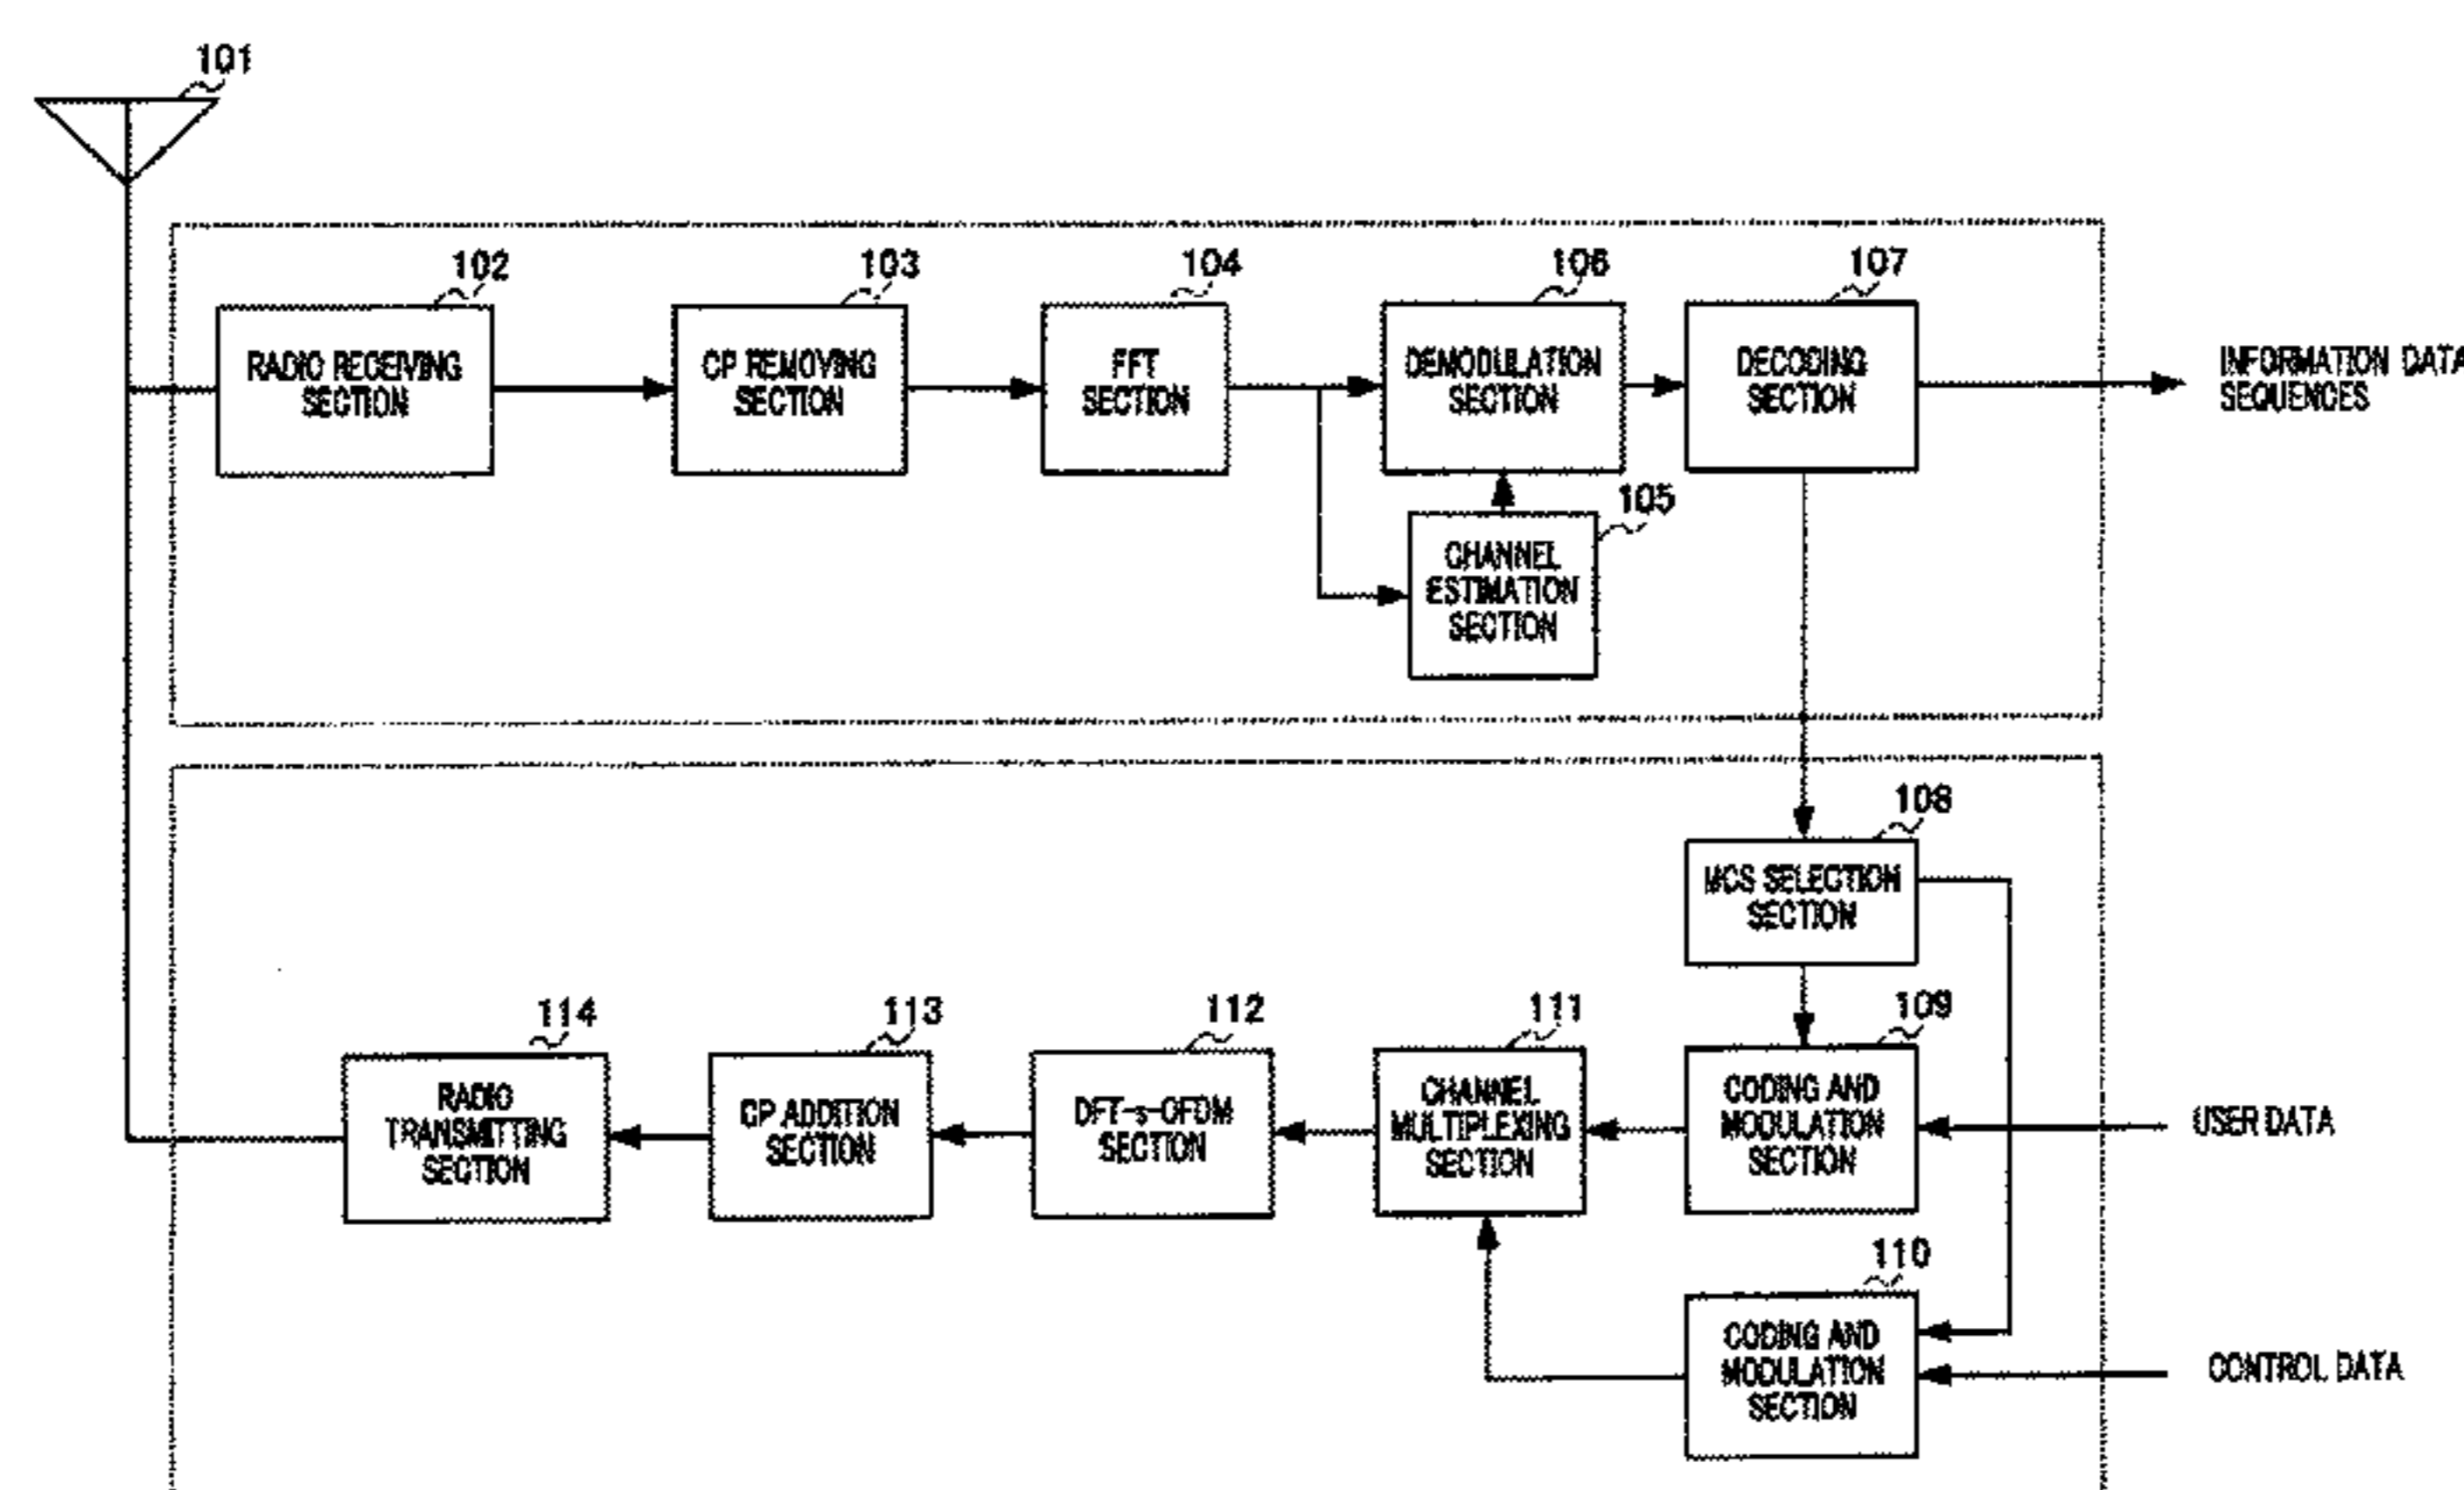 101
102
103
104
106
107
RADIO RECEIVING
SECTION
CP REMOVING
SECTION
FFT
SECTION
DEMODULATION
SECTION
DECODING
SECTION
INFORMATION DATA
SEQUENCES
105
CHANNEL
ESTIMATION
SECTION
108
MCS SELECTION
SECTION
114
113
112
111
109
RADIO
TRANSMITTING
SECTION
CP ADDITION
SECTION
DFT-s-OFDM
SECTION
CHANNEL
MULTIPLEXING
SECTION
CODING AND
MODULATION
SECTION
USER DATA
110
CODING AND
MODULATION
SECTION
CONTROL DATA